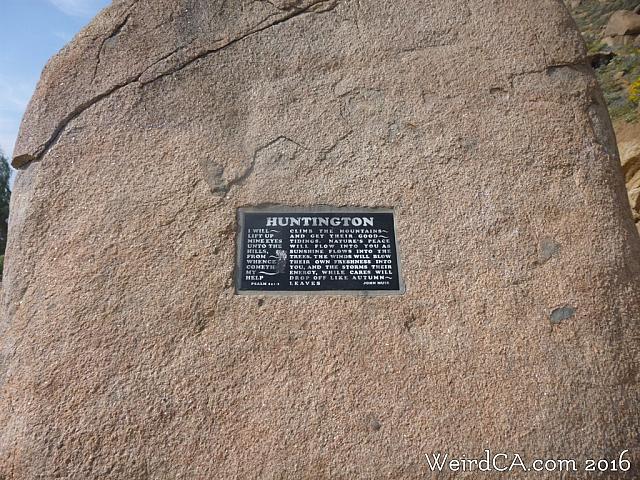 HUNTINGTON
I WILL
LIFT UP
MINE EYES
UNTO THE
HILLS,
FROM
WHENCE
COMETH
MY
HELP
PSALM 121:1
CLIMB THE MOUNTAINS
AND GET THEIR GOOD
TIDINGS. NATURE'S PEACE
WILL FLOW INTO YOU AS
SUNSHINE FLOWS INTO THE
TREES. THE WINDS WILL BLOW
THEIR OWN FRESHNESS INTO
YOU, AND THE STORMS THEIR
ENERGY, WHILE CARES WILL
DROP OFF LIKE AUTUMN
LEAVES
JOHN MUIR
WeirdCA.com 2016